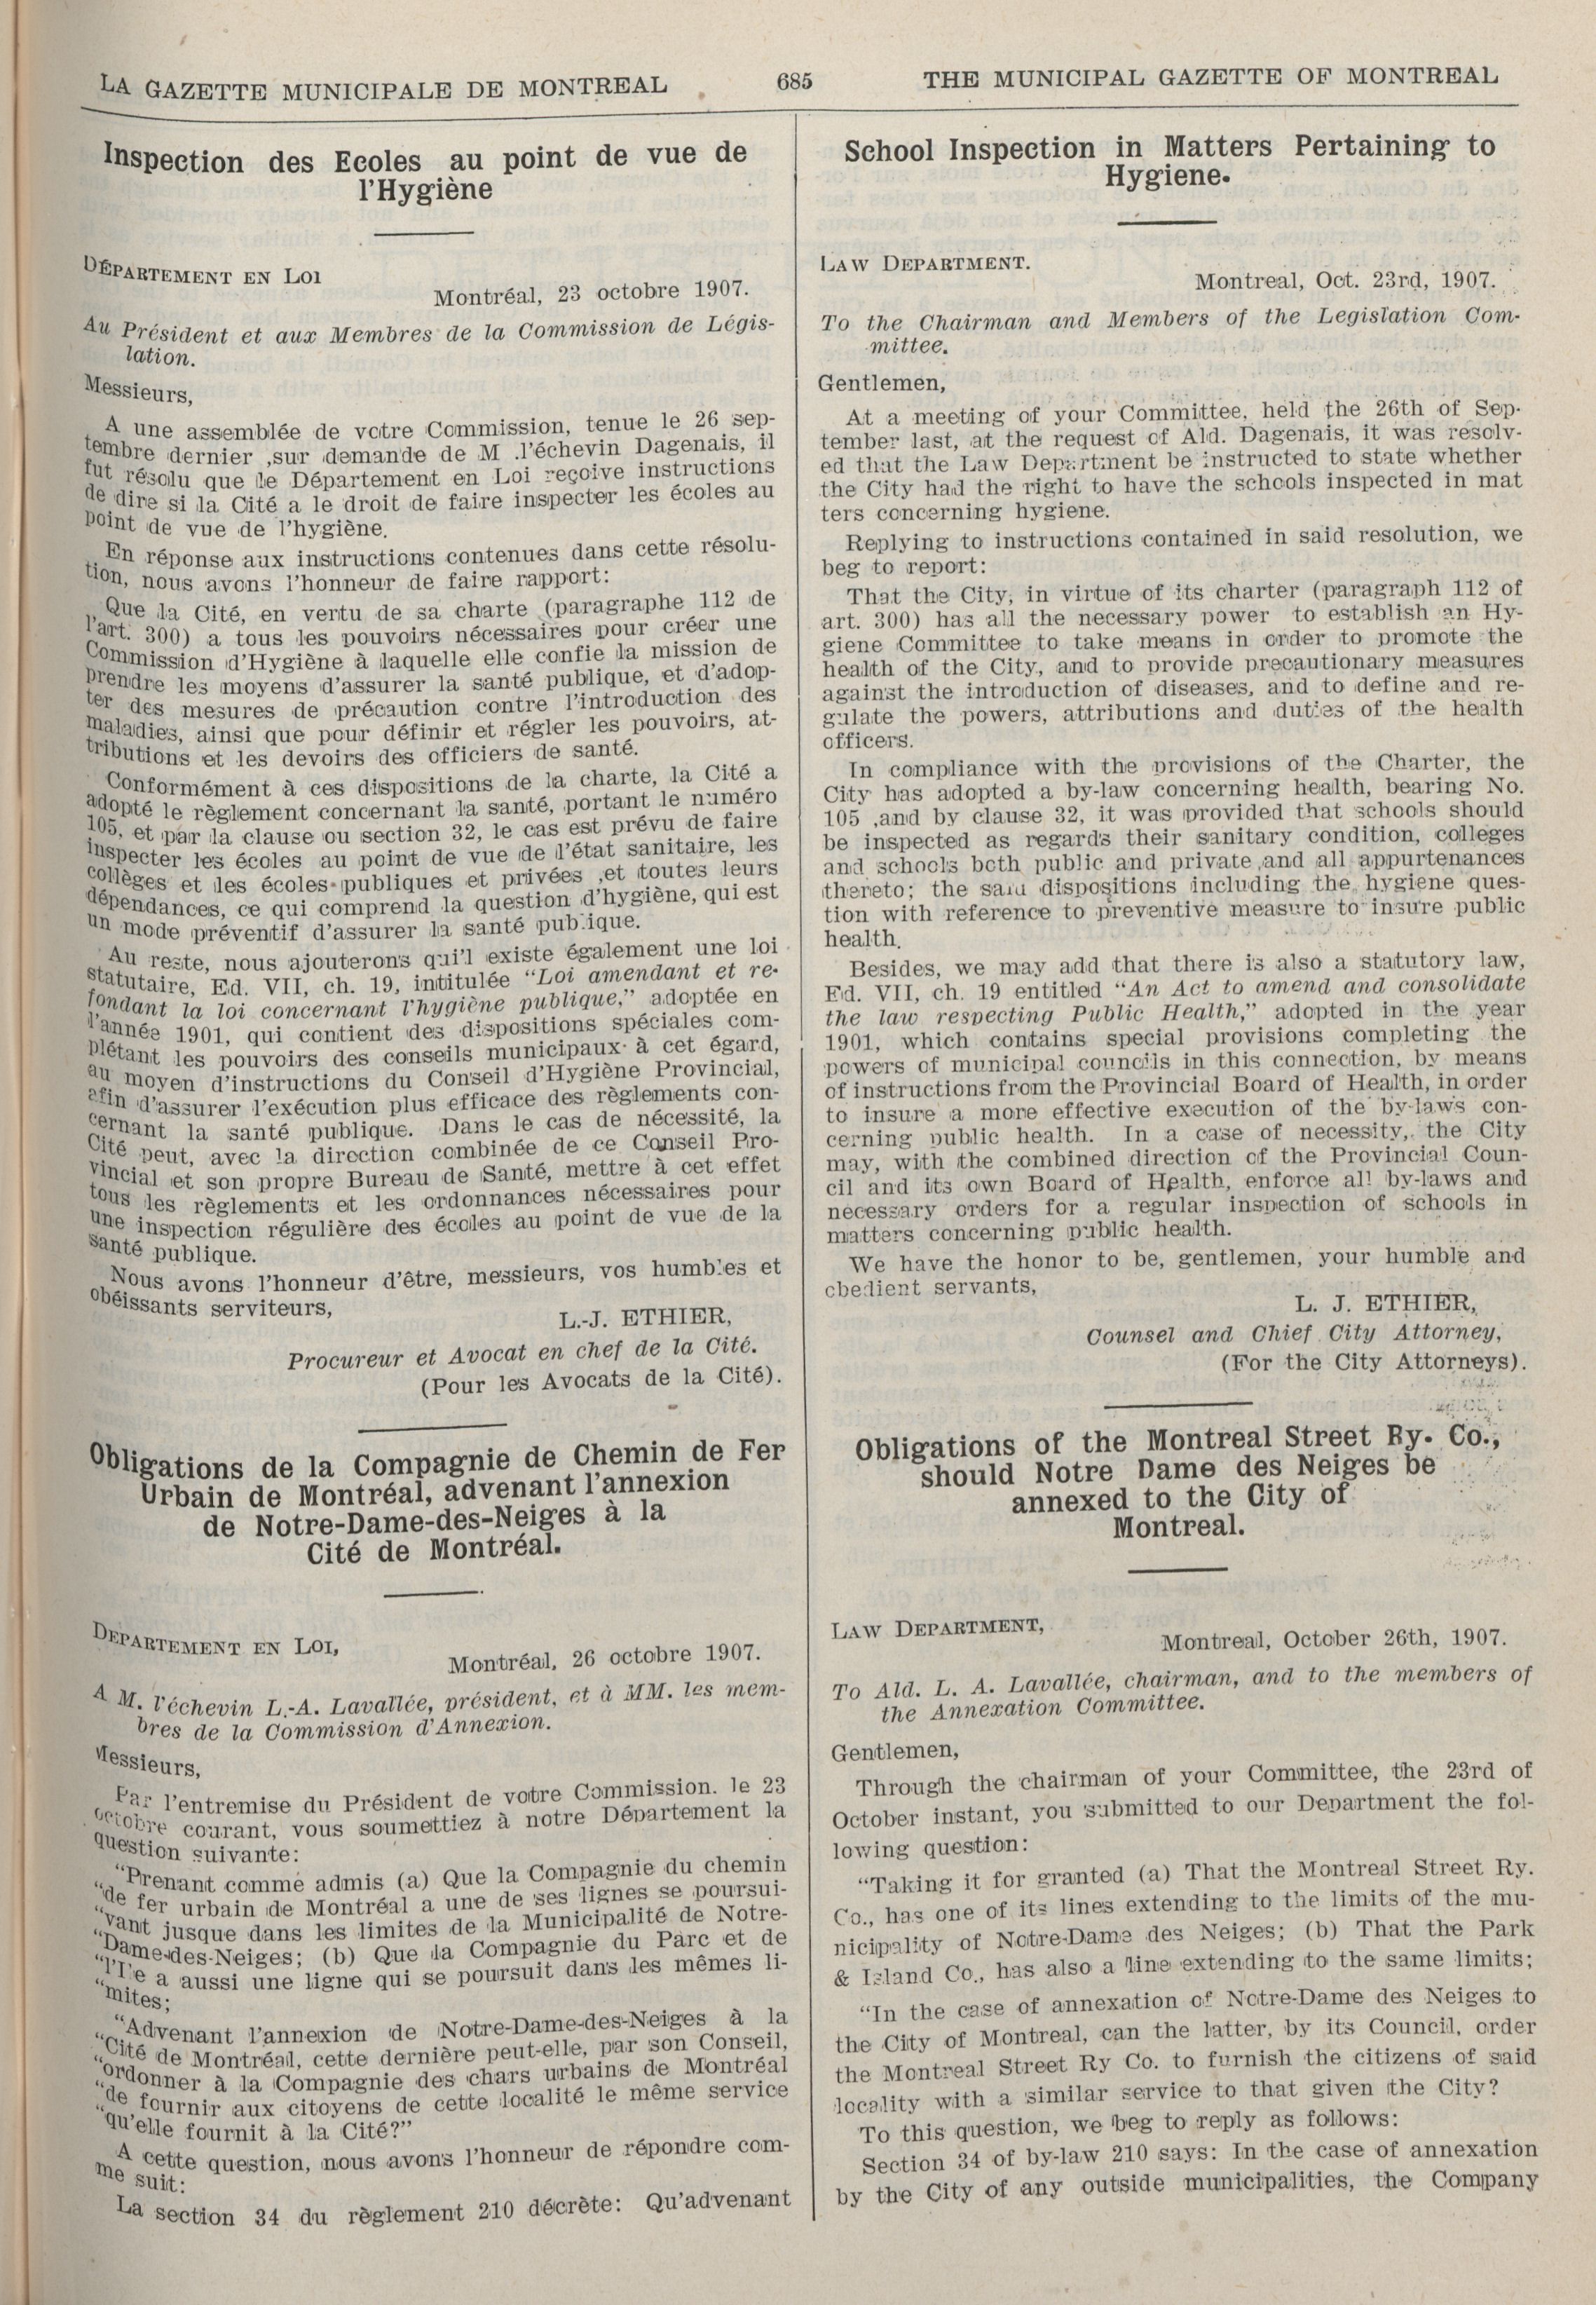 LA GAZETTE MUNICIPALE DE MONTREAL
685
THE MUNICIPAL GAZETTE OF MONTREAL
Inspection des Ecoles au point de vue de
l'Hygiène
DÉPARTEMENT EN LOI
Montréal, 23 octobre 1907.
Au Président et aux Membres de la Commission de Légis-
lation.
Messieurs,
A une assemblée de votre Commission, tenue le 26 sep-
tembre dernier ,sur demande de M .l'échevin Dagenais, il
fut résolu que le Département en Loi reçoive instructions
de dire si la Cité a le droit de faire inspecter les écoles au
point de vue de l'hygiène.
En réponse aux instructions contenues dans cette résolu-
tion, nous avons l'honneur de faire rapport:
Que la Cité, en vertu de sa charte (paragraphe 112 de
l'art. 300) a tous les pouvoirs nécessaires pour créer une
Commission d'Hygiène à laquelle elle confie la mission de
prendre les moyens d'assurer la santé publique, et d'adop-
ter des mesures de précaution contre l'introduction des
maladies, ainsi que pour définir et régler les pouvoirs, at-
tributions et les devoirs des officiers de santé.
Conformément à ces dispositions de la charte, la Cité a
adopté le règlement concernant la santé, portant le numéro
105, et par la clause ou section 32, le cas est prévu de faire
inspecter les écoles au point de vue de l'état sanitaire, les
collèges et les écoles publiques et privées ,et toutes leurs
dépendances, ce qui comprend la question d'hygiène, qui est
un mode préventif d'assurer la santé publique.
Au reste, nous ajouterons qui'l existe également une loi
statutaire, Ed. VII, ch. 19, intitulée "Loi amendant et re-
fondant la loi concernant l'hygiène publique," adoptée en
l'année 1901, qui contient des dispositions spéciales com-
plétant les pouvoirs des conseils municipaux à cet égard,
au moyen d'instructions du Conseil d'Hygiène Provincial,
afin d'assurer l'exécution plus efficace des règlements con-
cernant la santé publique. Dans le cas de nécessité, la
Cité peut, avec la direction combinée de ce Conseil Pro-
vincial et son propre Bureau de Santé, mettre à cet effet
tous les règlements et les ordonnances nécessaires pour
une inspection régulière des écoles au point de vue de la
santé publique.
Nous avons l'honneur d'être, messieurs, vos humbles et
obéissants serviteurs,
L.-J. ETHIER,
Procureur et Avocat en chef de la Cité.
(Pour les Avocats de la Cité).
Obligations de la Compagnie de Chemin de Fer
Urbain de Montréal, advenant l'annexion
de Notre-Dame-des-Neiges à la
Cité de Montréal.
DEPARTEMENT EN LOI,
Montréal, 26 octobre 1907.
A M. l'échevin L.-A. Lavallée, président, et à MM. les mem-
bres de la Commission d'Annexion.
Messieurs,
Par l'entremise du Président de votre Commission. le 23
octobre courant, vous soumettiez à notre Département la
question suivante:
"Prenant comme admis (a) Que la Compagnie du chemin
"de fer urbain de Montréal a une de ses lignes se poursui-
"vant jusque dans les limites de la Municipalité de Notre-
"Dame-des-Neiges; (b) Que la Compagnie du Parc et de
"l'I'e a aussi une ligne qui se poursuit dans les mêmes li-
"mites;
"Advenant l'annexion de Notre-Dame-des-Neiges à la
"Cité de Montréal, cette dernière peut-elle, par son Conseil,
"ordonner à la Compagnie des chars urbains de Montréal
"de fournir aux citoyens de cette localité le même service
"qu'elle fournit à la Cité?"
A cette question, nous avons l'honneur de répondre com-
me suit:
La section 34 du règlement 210 décrète: Qu'advenant
School Inspection in Matters Pertaining to
Hygiene.
LAW DEPARTMENT.
Montreal, Oct. 23rd, 1907.
To the Chairman and Members of the Legislation Com-
mittee.
Gentlemen,
At a meeting of your Committee, held the 26th of Sep-
tember last, at the request of Ald. Dagenais, it was resolv-
ed that the Law Department be instructed to state whether
the City had the right to have the schools inspected in mat
ters concerning hygiene.
Replying to instructions contained in said resolution, we
beg to report:
That the City, in virtue of its charter (paragraph 112 of
art. 300) has all the necessary power to establish an Hy-
giene Committee to take means in order to promote the
health of the City, and to provide precautionary measures
against the introduction of diseases, and to define and re-
gulate the powers, attributions and duties of the health
officers.
In compliance with the provisions of the Charter, the
City has adopted a by-law concerning health, bearing No.
105 ,and by clause 32, it was provided that schools should
be inspected as regards their sanitary condition, colleges
and schools both public and private ,and all appurtenances
thereto; the said dispositions including the hygiene ques-
tion with reference to preventive measure to insure public
health.
Besides, we may add that there is also a statutory law,
Ed. VII, ch. 19 entitled "An Act to amend and consolidate
the law respecting Public Health," adopted in the year
1901, which contains special provisions completing the
powers of municipal councils in this connection, by means
of instructions from the Provincial Board of Health, in order
to insure a more effective execution of the by-laws con-
cerning public health. In a case of necessity, the City
may, with the combined direction of the Provincial Coun-
cil and its own Board of Health, enforce all by-laws and
necessary orders for a regular inspection of schools in
matters concerning public health.
We have the honor to be, gentlemen, your humble and
obedient servants,
L. J. ETHIER,
Counsel and Chief City Attorney,
(For the City Attorneys).
Obligations of the Montreal Street Ry. Co.,
should Notre Dame des Neiges be
annexed to the City of
Montreal.
LAW DEPARTMENT,
Montreal, October 26th, 1907.
To Ald. L. A. Lavallée, chairman, and to the members of
the Annexation Committee.
Gentlemen,
Through the chairman of your Committee, the 23rd of
October instant, you submitted to our Department the fol-
lowing question:
"Taking it for granted (a) That the Montreal Street Ry.
Co., has one of its lines extending to the limits of the mu-
nicipality of Notre-Dame des Neiges; (b) That the Park
& Island Co., has also a line extending to the same limits;
"In the case of annexation of Notre-Dame des Neiges to
the City of Montreal, can the latter, by its Council, order
the Montreal Street Ry Co. to furnish the citizens of said
locality with a similar service to that given the City?
To this question, we beg to reply as follows:
Section 34 of by-law 210 says: In the case of annexation
by the City of any outside municipalities, the Company